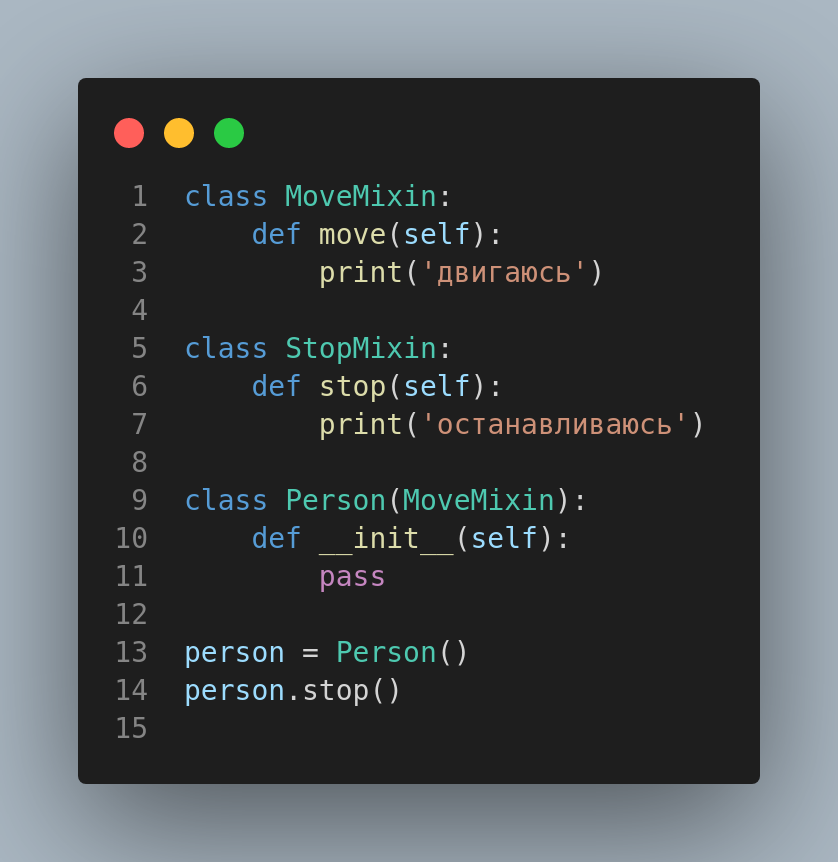 1 class MoveMixin:
2     def move(self):
3         print('двигаюсь')
4
5 class StopMixin:
6     def stop(self):
7         print('останавливаюсь')
8
9 class Person(MoveMixin):
10     def __init__(self):
11         pass
12
13 person = Person()
14 person.stop()
15